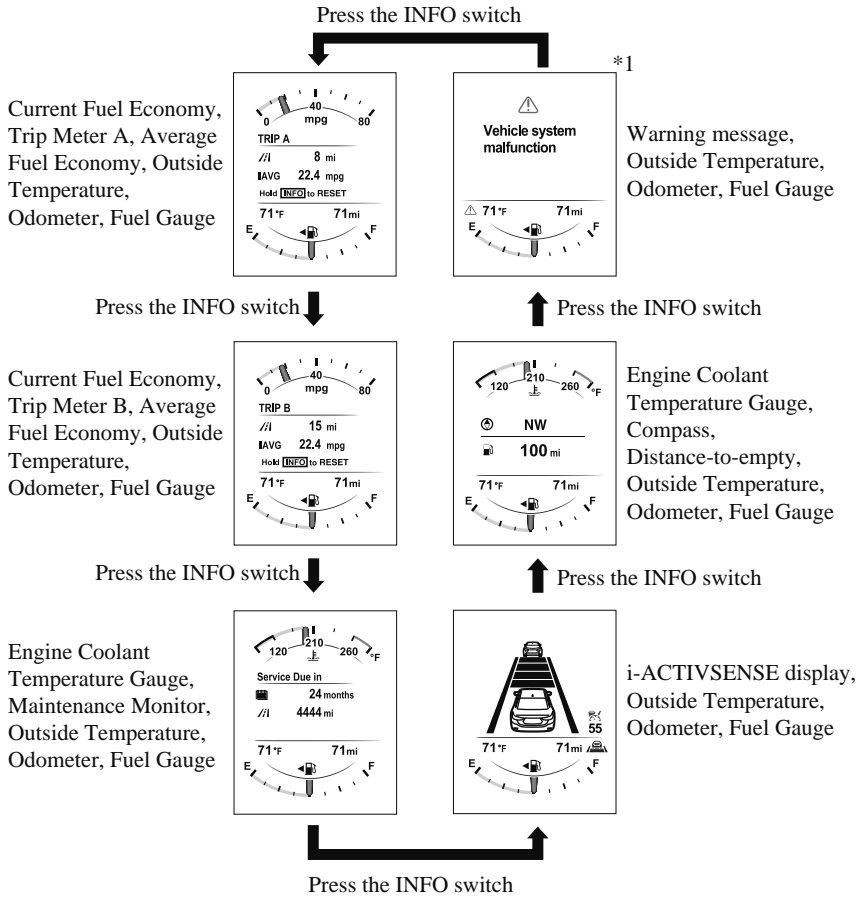 Press the INFO switch
*1
Current Fuel Economy,
Trip Meter A, Average
Fuel Economy, Outside
Temperature,
Odometer, Fuel Gauge
0 40 80
mpg
TRIP A
8 mi
AVG 22.4 mpg
Hold INFO to RESET
71°F 71mi
E F
Vehicle system
malfunction
71°F 71mi
E F
Warning message,
Outside Temperature,
Odometer, Fuel Gauge
Press the INFO switch
Press the INFO switch
Current Fuel Economy,
Trip Meter B, Average
Fuel Economy, Outside
Temperature,
Odometer, Fuel Gauge
0 40 80
mpg
TRIP B
15 mi
AVG 22.4 mpg
Hold INFO to RESET
71°F 71mi
E F
120 210 260 °F
NW
100 mi
71°F 71mi
E F
Engine Coolant
Temperature Gauge,
Compass,
Distance-to-empty,
Outside Temperature,
Odometer, Fuel Gauge
Press the INFO switch
Press the INFO switch
Engine Coolant
Temperature Gauge,
Maintenance Monitor,
Outside Temperature,
Odometer, Fuel Gauge
120 210 260 °F
Service Due in
24 months
4444 mi
71°F 71mi
E F
55
71°F 71mi
E F
i-ACTIVSENSE display,
Outside Temperature,
Odometer, Fuel Gauge
Press the INFO switch